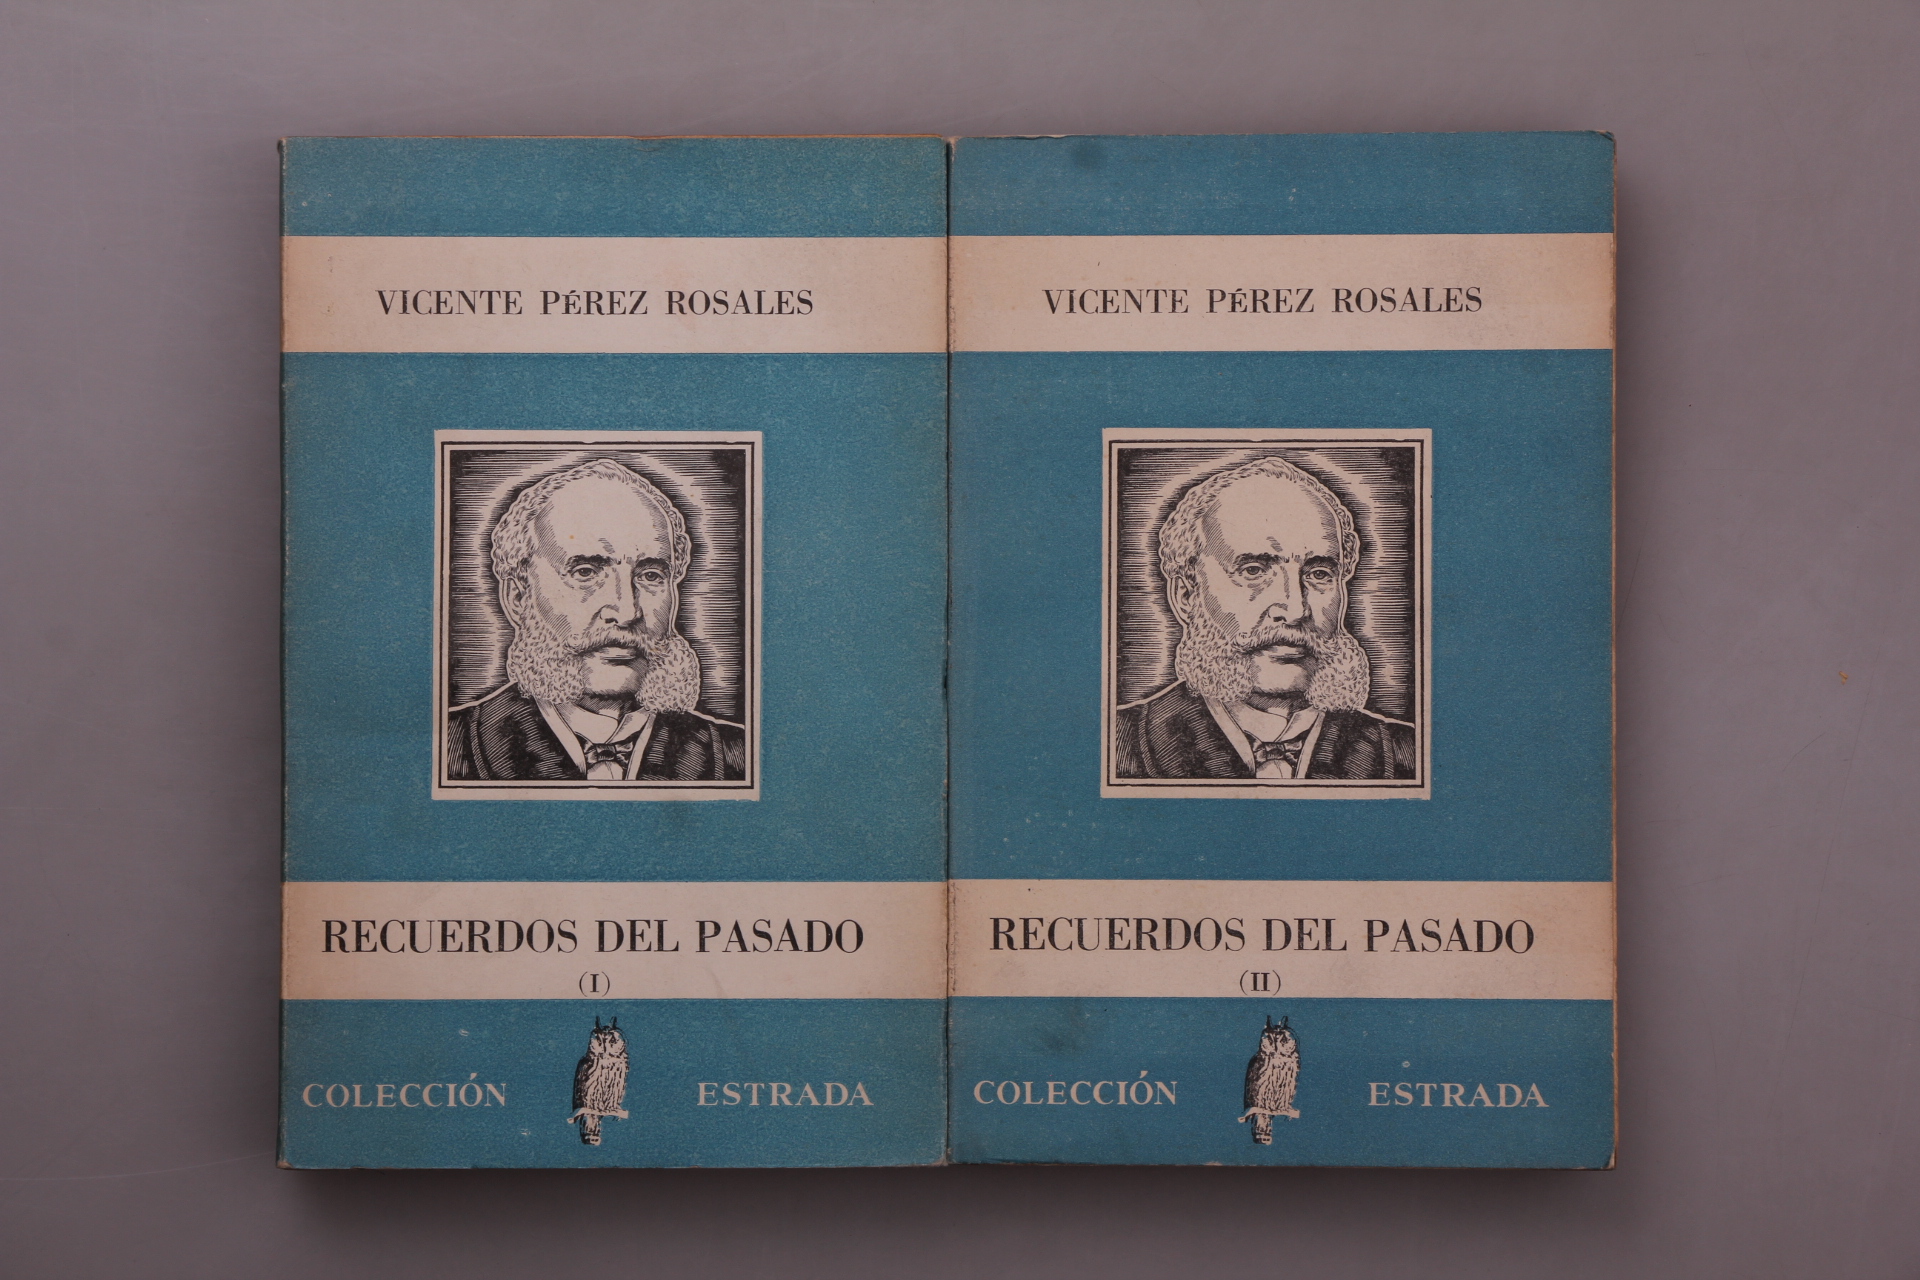 VICENTE PÉREZ ROSALES
RECUERDOS DEL PASADO
(I)
COLECCIÓN ESTRADA
VICENTE PÉREZ ROSALES
RECUERDOS DEL PASADO
(II)
COLECCIÓN ESTRADA